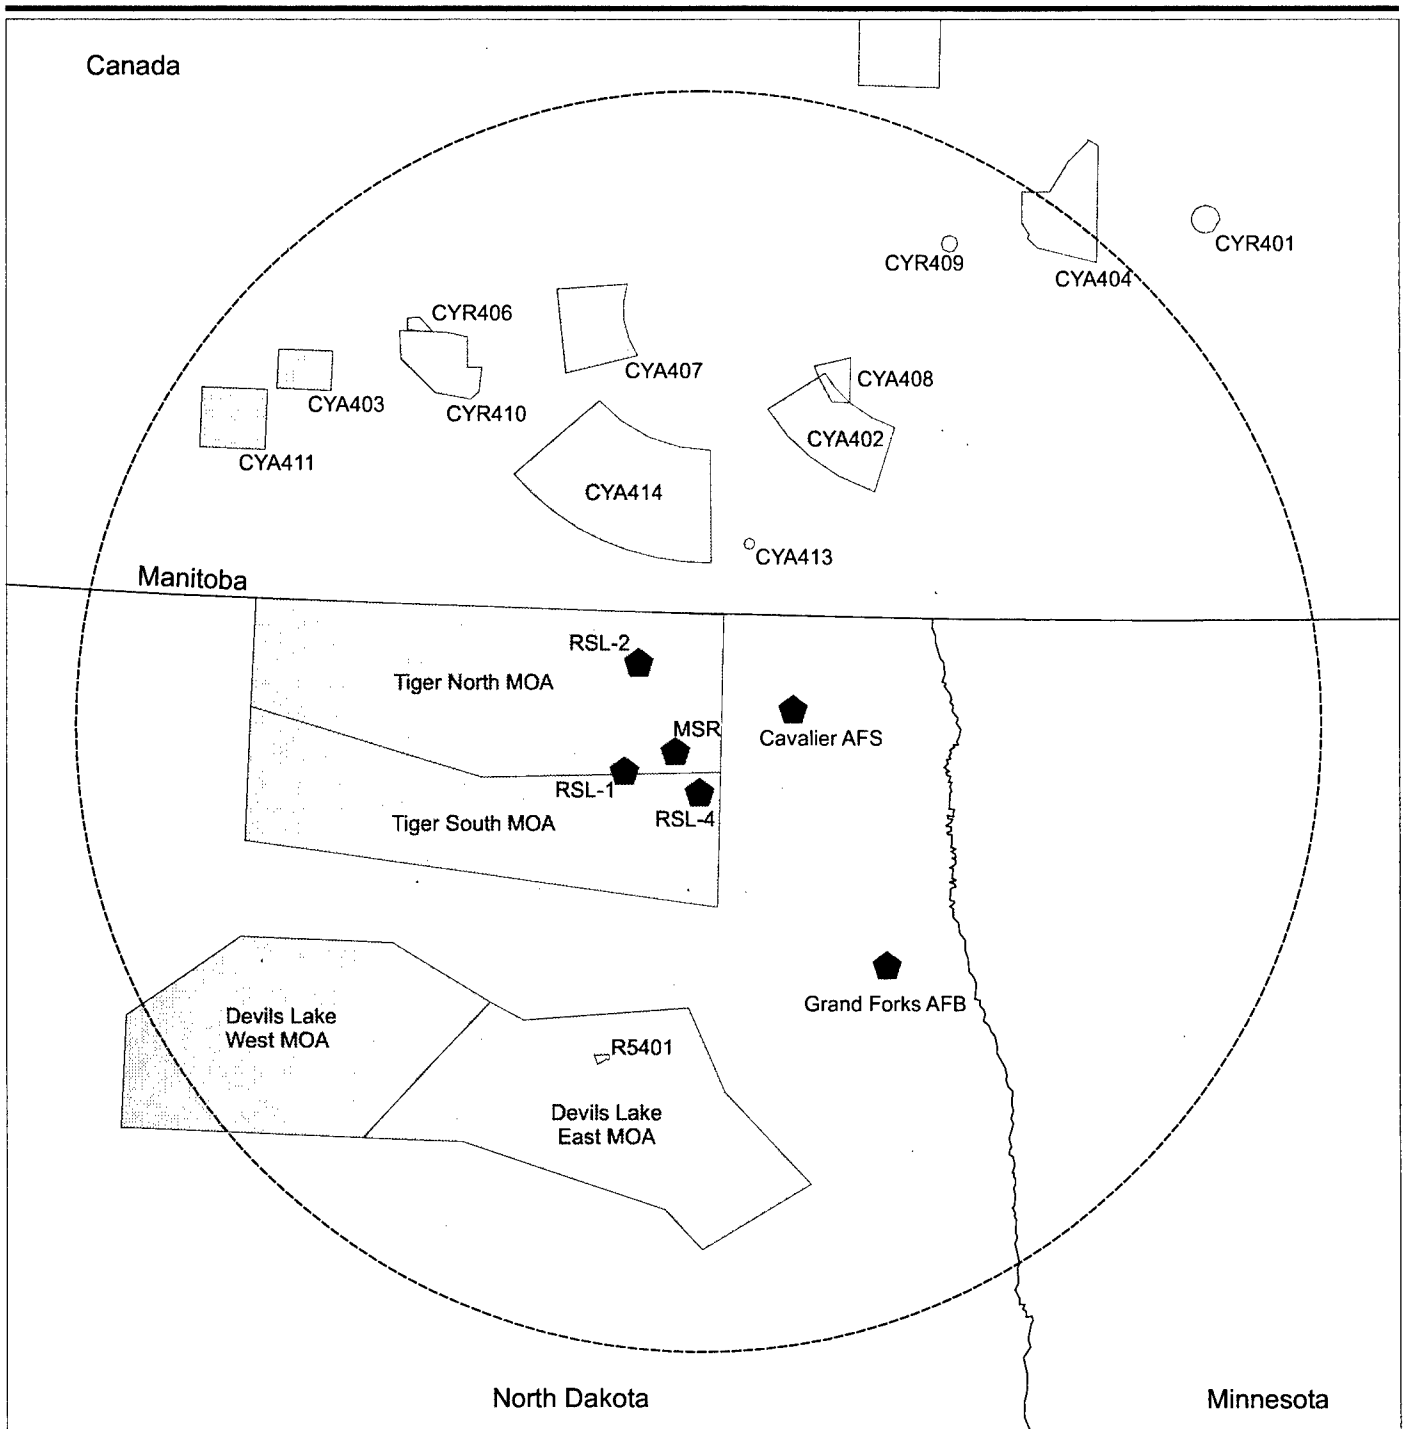 Canada
CYR401
CYR409
CYA404
CYR406
CYA407
CYA408
CYA403
CYR410
CYA402
CYA411
CYA414
CYA413
Manitoba
RSL-2
Tiger North MOA
MSR
Cavalier AFS
RSL-1
RSL-4
Tiger South MOA
Grand Forks AFB
Devils Lake
West MOA
R5401
Devils Lake
East MOA
North Dakota
Minnesota